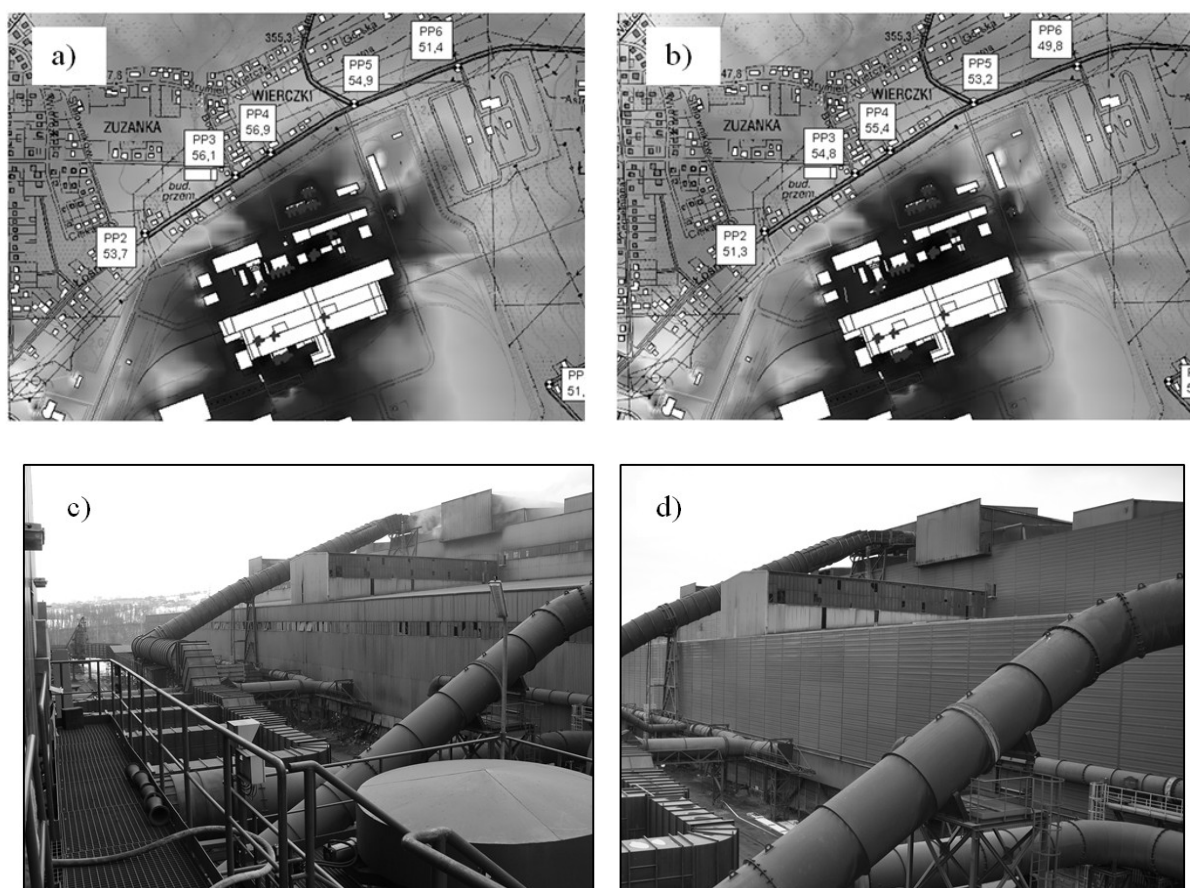 a)
PP6
51,4
355,3
PP5
54,9
WIERCZKI
PP4
56,9
ZUZANKA
PP3
56,1
bud.
przem.
PP2
53,7
PP
51,
b)
PP6
49,8
355,3
PP5
53,2
WIERCZKI
47,8
PP4
55,4
ZUZANKA
PP3
54,8
bud.
przem.
PP2
51,3
c)
d)